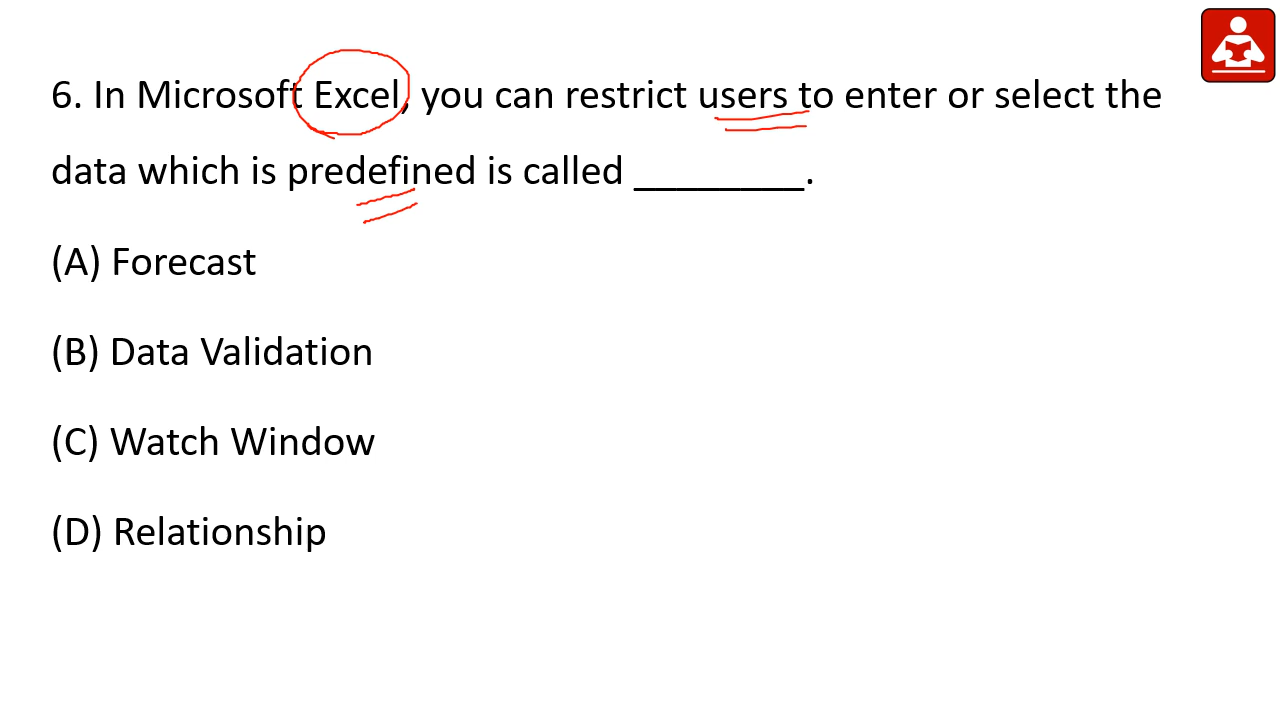 6. In Microsoft Excel, you can restrict users to enter or select the
data which is predefined is called ________.
(A) Forecast
(B) Data Validation
(C) Watch Window
(D) Relationship